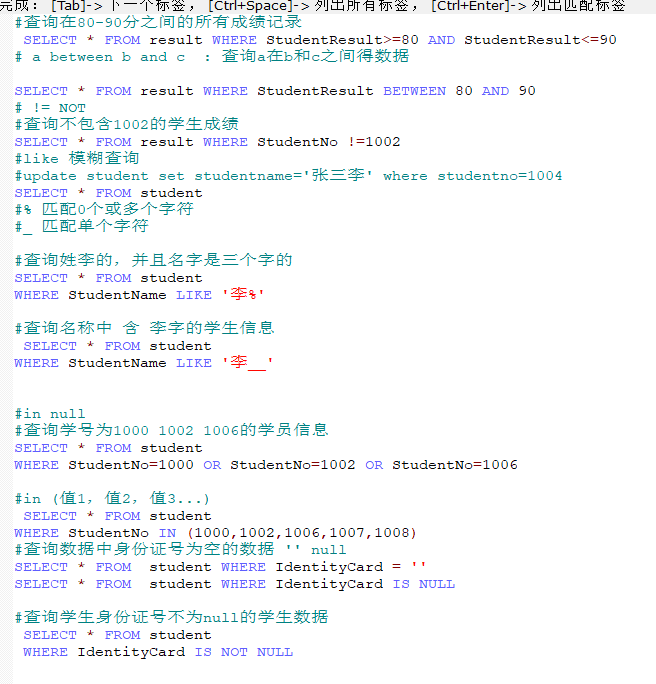 完成: [Tab]-> 下一个标签, [Ctrl+Space]-> 列出所有标签, [Ctrl+Enter]-> 列出匹配标签
#查询在80-90分之间的所有成绩记录
SELECT * FROM result WHERE StudentResult>=80 AND StudentResult<=90
# a between b and c : 查询a在b和c之间得数据
SELECT * FROM result WHERE StudentResult BETWEEN 80 AND 90
# != NOT
#查询不包含1002的学生成绩
SELECT * FROM result WHERE StudentNo !=1002
#like 模糊查询
#update student set studentname='张三李' where studentno=1004
SELECT * FROM student
#% 匹配0个或多个字符
#_ 匹配单个字符
#查询姓李的, 并且名字是三个字的
SELECT * FROM student
WHERE StudentName LIKE '李%'
#查询名称中 含 李字的学生信息
SELECT * FROM student
WHERE StudentName LIKE '李__'
#in null
#查询学号为1000 1002 1006的学员信息
SELECT * FROM student
WHERE StudentNo=1000 OR StudentNo=1002 OR StudentNo=1006
#in (值1, 值2, 值3...)
SELECT * FROM student
WHERE StudentNo IN (1000,1002,1006,1007,1008)
#查询数据中身份证号为空的数据 '' null
SELECT * FROM  student WHERE IdentityCard = ''
SELECT * FROM  student WHERE IdentityCard IS NULL
#查询学生身份证号不为null的学生数据
SELECT * FROM student
WHERE IdentityCard IS NOT NULL